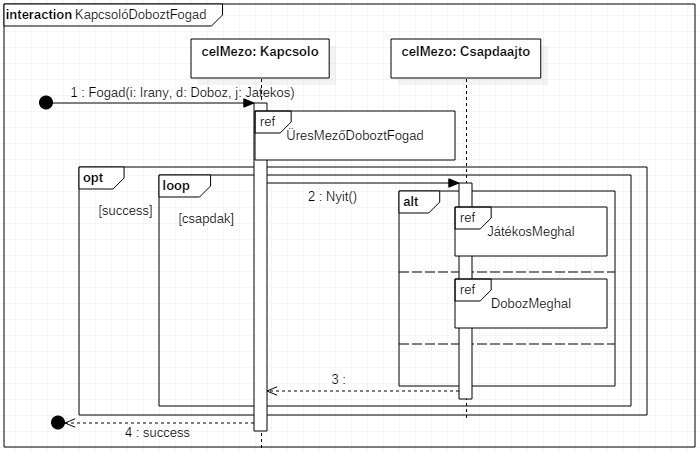 interaction KapcsolóDoboztFogad
celMezo: Kapcsolo
celMezo: Csapdaajto
1 : Fogad(i: Irany, d: Doboz, j: Jatekos)
ref
ÜresMezőDoboztFogad
opt
[success]
loop
[csapdak]
2 : Nyit()
alt
ref
JátékosMeghal
ref
DobozMeghal
3 :
4 : success